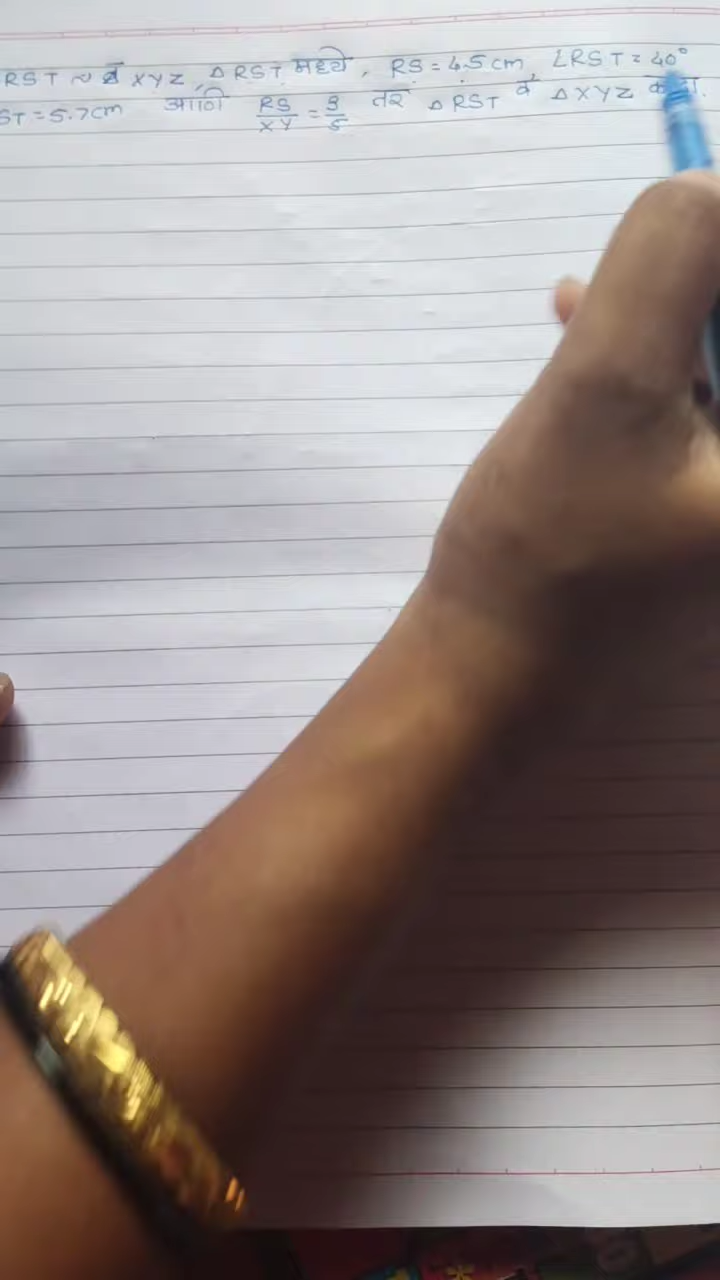 RST ~ ∆ XYZ, ∆ RST मध्ये, RS = 4.5 cm, ∠RST = 40°
ST = 5.7cm आणि RS/XY = 3/5 तर ∆ RST व ∆ XYZ